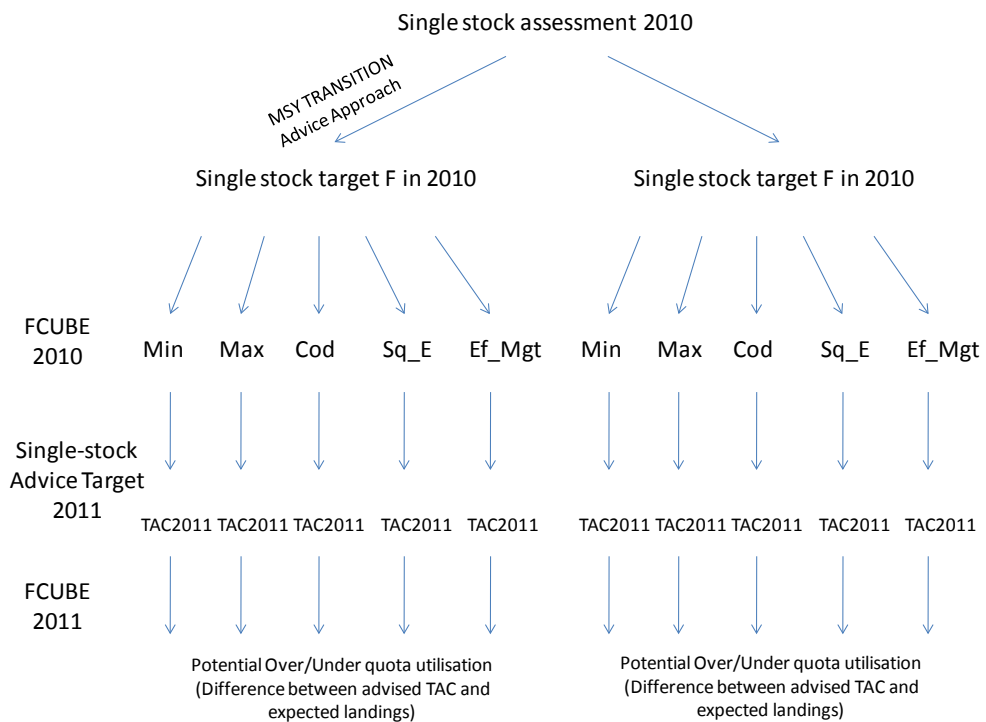 Single stock assessment 2010
MSY TRANSITION
Advice Approach
Single stock target F in 2010
Single stock target F in 2010
FCUBE
2010
Min Max Cod Sq_E Ef_Mgt Min Max Cod Sq_E Ef_Mgt
Single-stock
Advice Target
2011
TAC2011 TAC2011 TAC2011 TAC2011 TAC2011 TAC2011 TAC2011 TAC2011 TAC2011 TAC2011
FCUBE
2011
Potential Over/Under quota utilisation
(Difference between advised TAC and
expected landings)
Potential Over/Under quota utilisation
(Difference between advised TAC and
expected landings)